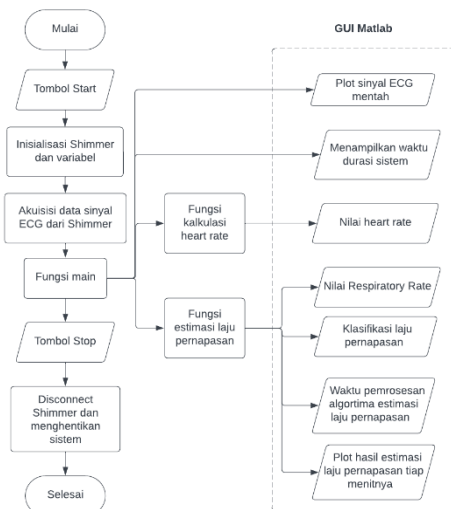 Mulai
GUI Matlab
Tombol Start
Plot sinyal ECG
mentah
Inisialisasi Shimmer
dan variabel
Menampilkan waktu
durasi sistem
Akuisisi data sinyal
ECG dari Shimmer
Fungsi
kalkulasi
heart rate
Nilai heart rate
Fungsi main
Fungsi
estimasi laju
pernapasan
Nilai Respiratory Rate
Tombol Stop
Klasifikasi laju
pernapasan
Disconnect
Shimmer dan
menghentikan
sistem
Waktu pemrosesan
algortima estimasi
laju pernapasan
Plot hasil estimasi
laju pernapasan tiap
menitnya
Selesai